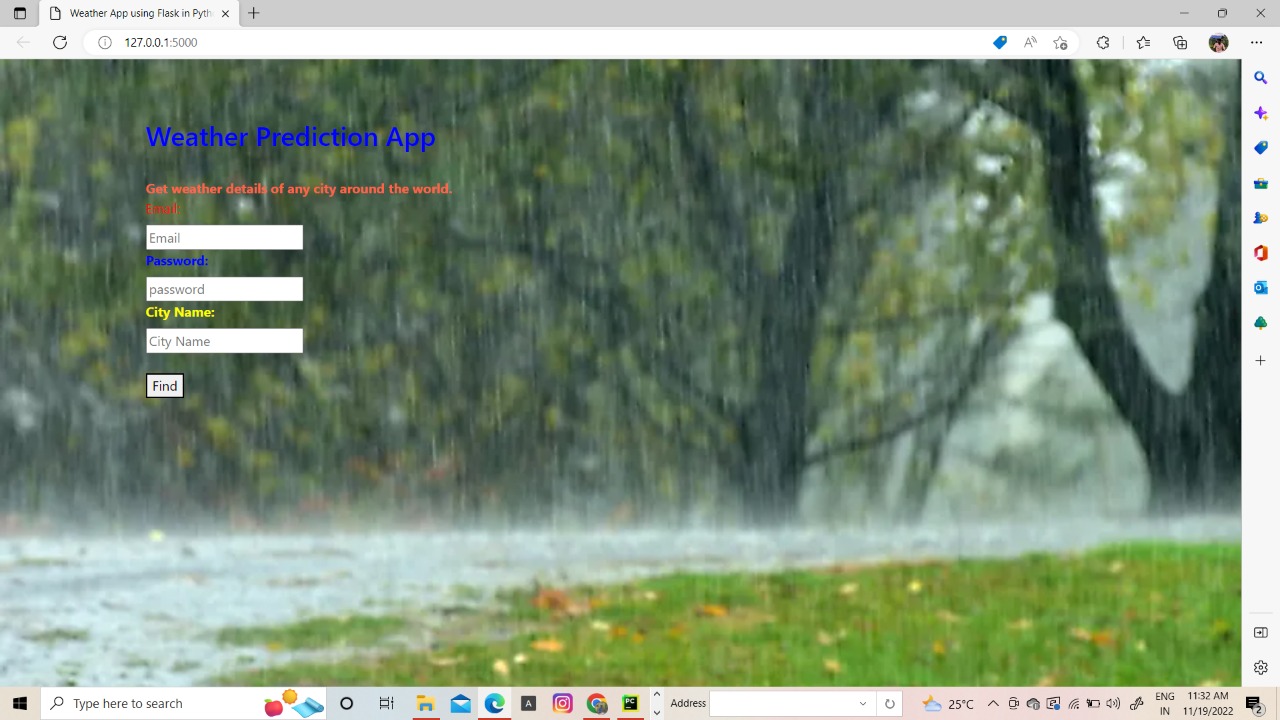 Weather App using Flask in Pyth
127.0.0.1:5000
Weather Prediction App
Get weather details of any city around the world.
Email
Email
Password:
password
City Name:
City Name
Find
Type here to search
A
PC
Address
25°C
ENG
IN
11:32 AM
11/19/2022
2